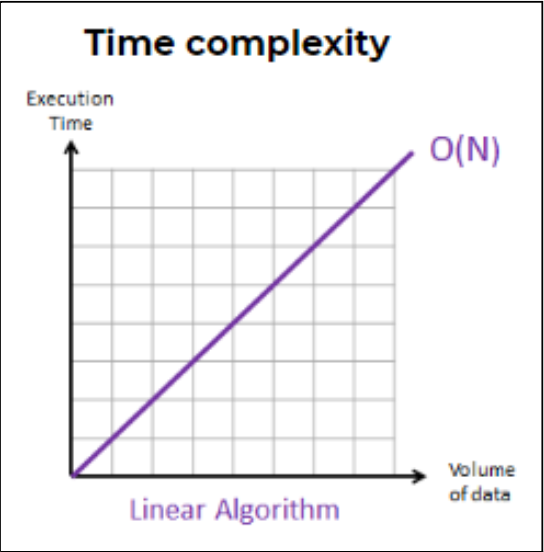 Time complexity
Execution
Time
O(N)
Volume
of data
Linear Algorithm